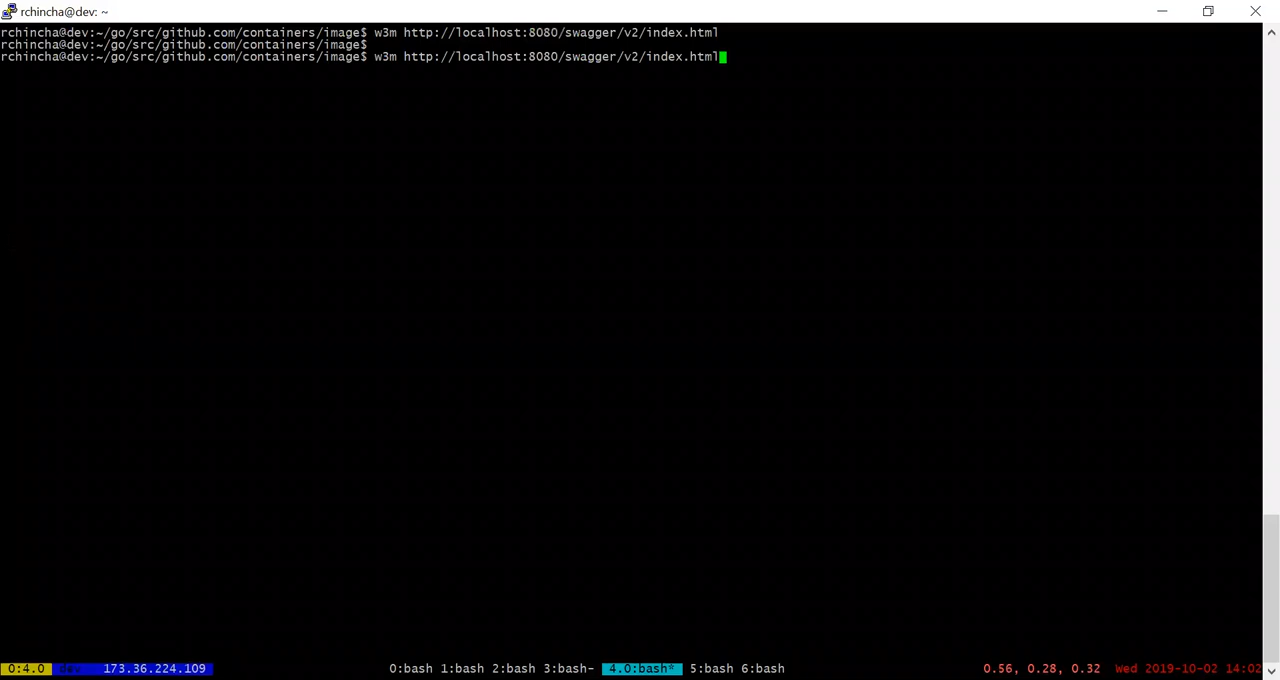 rchincha@dev: ~
rchincha@dev:~/go/src/github.com/containers/image$ w3m http://localhost:8080/swagger/v2/index.html
rchincha@dev:~/go/src/github.com/containers/image$
rchincha@dev:~/go/src/github.com/containers/image$ w3m http://localhost:8080/swagger/v2/index.html
0:4.0 dev 173.36.224.109 0:bash 1:bash 2:bash 3:bash- 4.0:bash* 5:bash 6:bash 0.56, 0.28, 0.32 Wed 2019-10-02 14:02